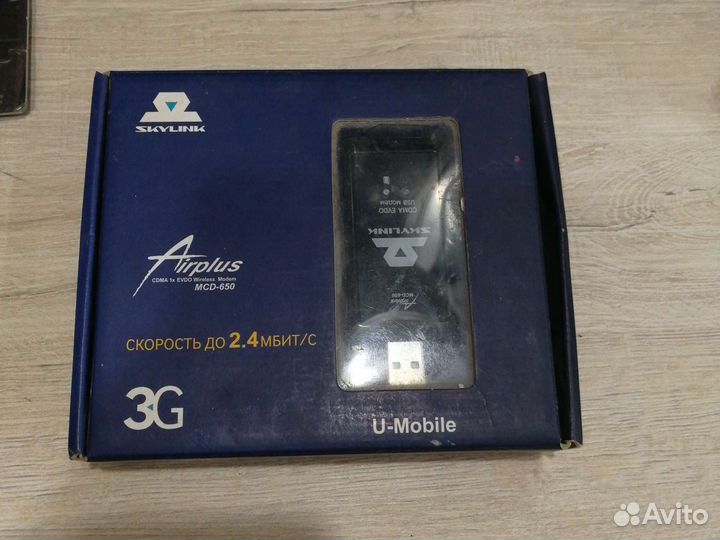 SKYLINK
Airplus
CDMA 1x EVDO Wireless Modem
MCD-650
СКОРОСТЬ ДО 2.4 МБИТ/С
3G
U-Mobile
USB МОДЕМ
CDMA EVDO
SKYLINK
Airplus
MCD-650
Avito